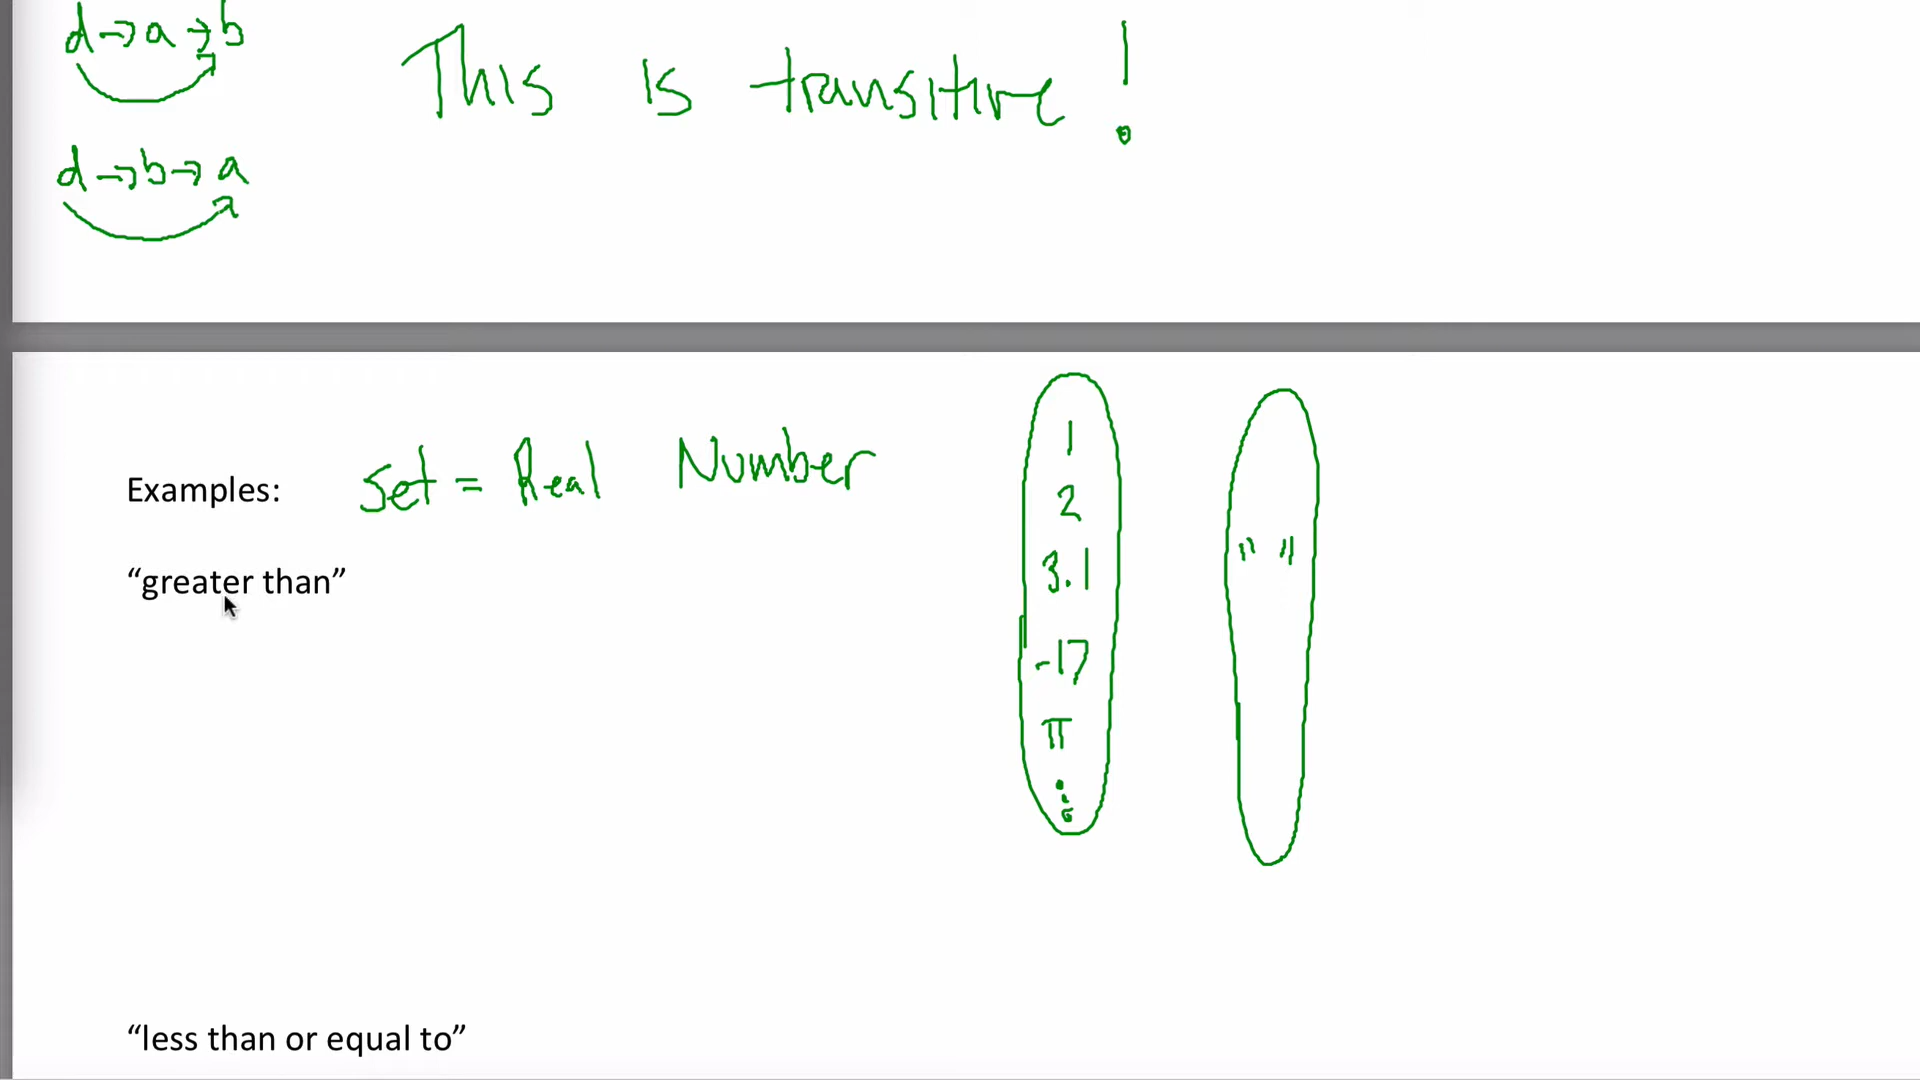 d→a→b
This is transitive!
d→b→a
Examples: Set = Real Number
“greater than”
1
2
3.1
-17
π
⋮
" "
“less than or equal to”